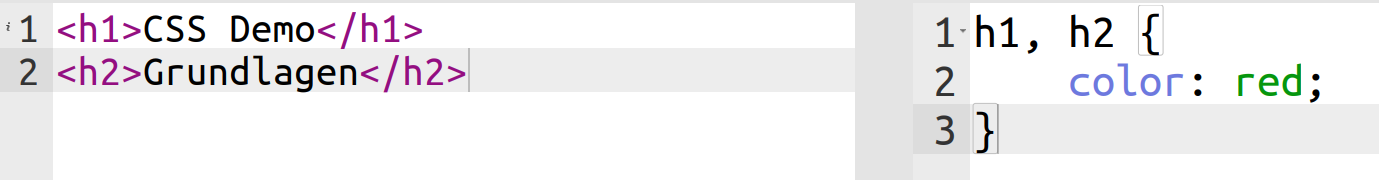 i 1 <h1>CSS Demo</h1>
2 <h2>Grundlagen</h2>
1 h1, h2 {
2 color: red;
3 }